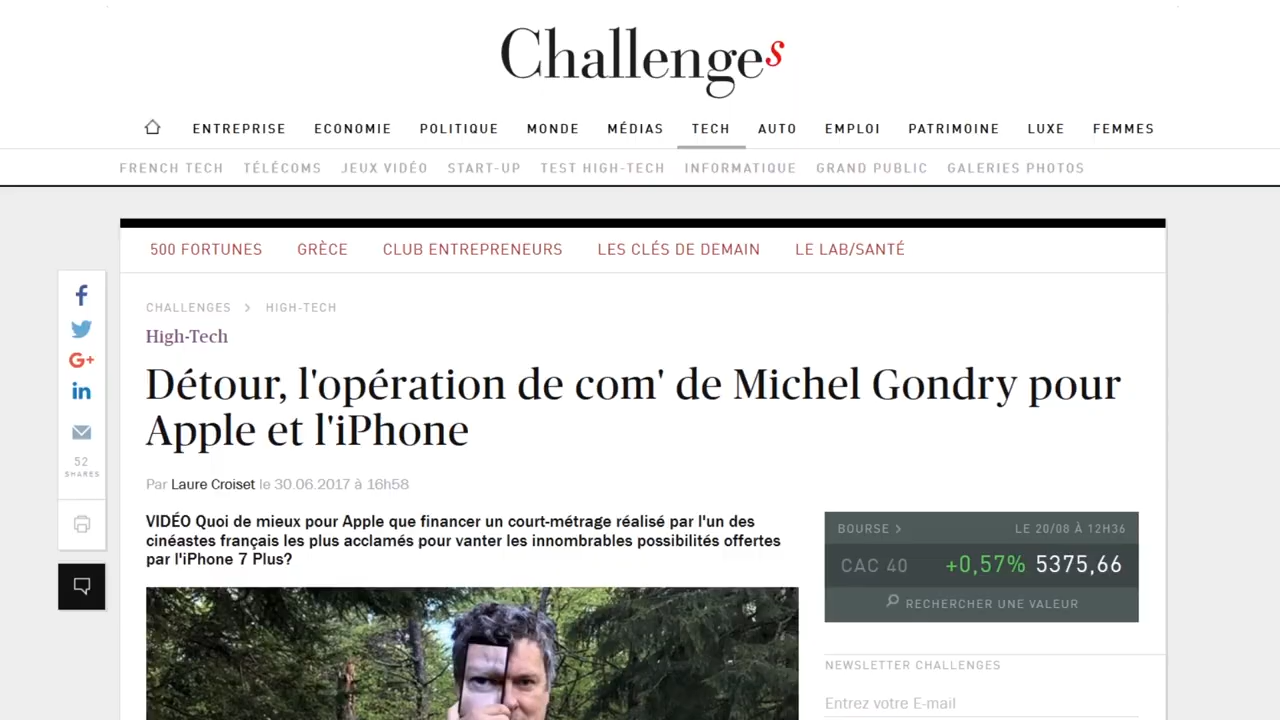 Challenges
ENTREPRISE ECONOMIE POLITIQUE MONDE MÉDIAS TECH AUTO EMPLOI PATRIMOINE LUXE FEMMES
FRENCH TECH TÉLÉCOMS JEUX VIDÉO START-UP TEST HIGH-TECH INFORMATIQUE GRAND PUBLIC GALERIES PHOTOS
500 FORTUNES GRÈCE CLUB ENTREPRENEURS LES CLÉS DE DEMAIN LE LAB/SANTÉ
CHALLENGES > HIGH-TECH
High-Tech
Détour, l'opération de com' de Michel Gondry pour
Apple et l'iPhone
Par Laure Croiset le 30.06.2017 à 16h58
52
SHARES
VIDÉO Quoi de mieux pour Apple que financer un court-métrage réalisé par l'un des
cinéastes français les plus acclamés pour vanter les innombrables possibilités offertes
par l'iPhone 7 Plus?
BOURSE > LE 20/08 À 12H36
CAC 40 +0,57% 5375,66
RECHERCHER UNE VALEUR
NEWSLETTER CHALLENGES
Entrez votre E-mail